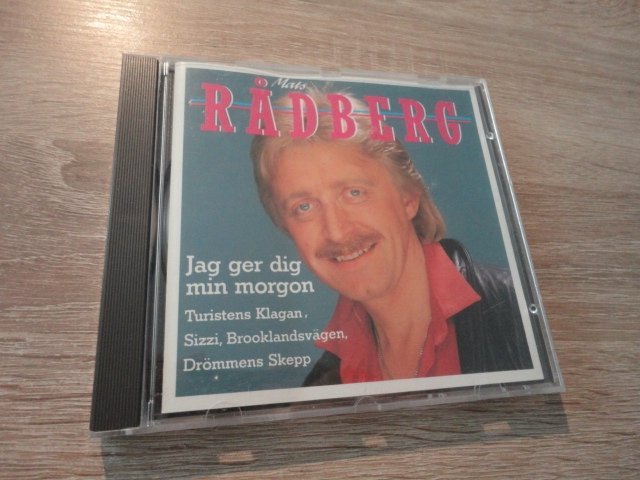 Mats
RÅDBERG
Jag ger dig
min morgon
Turistens Klagan,
Sizzi, Brooklandsvägen,
Drömmens Skepp